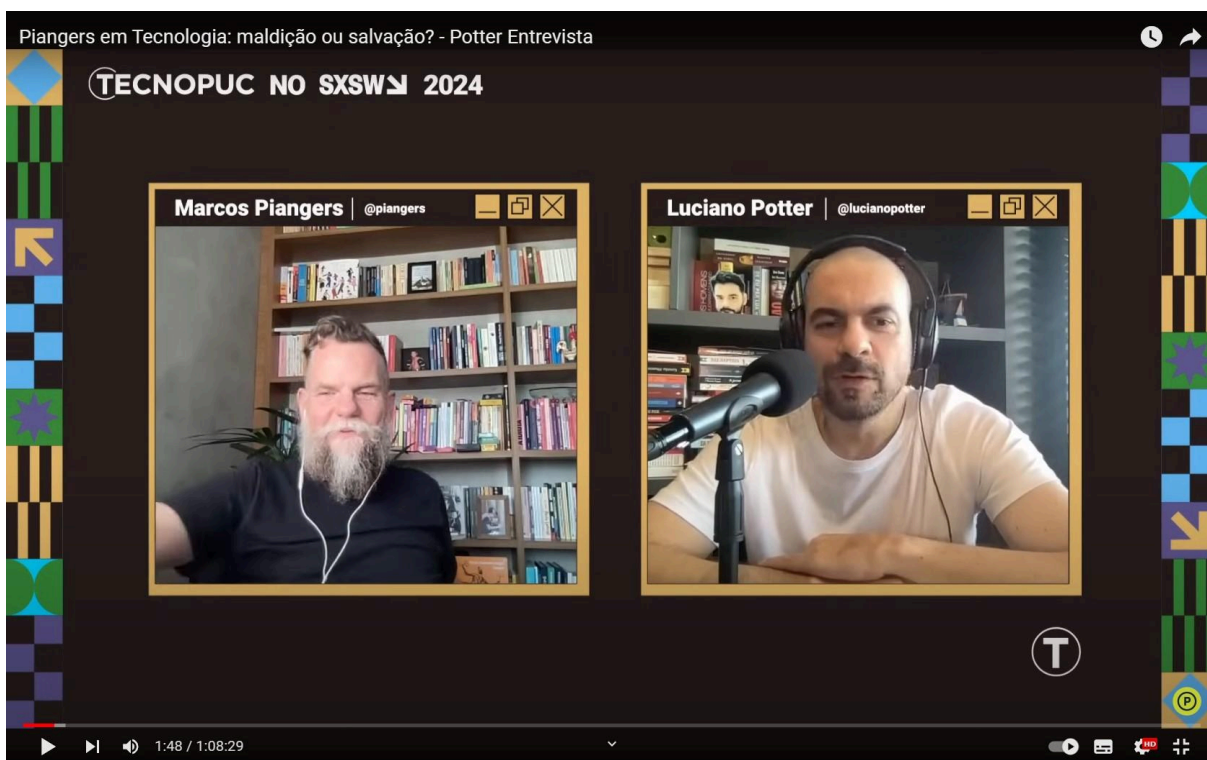 Piangers em Tecnologia: maldição ou salvação? - Potter Entrevista
TECNOPUC NO SXSW 2024
Marcos Piangers | @piangers
Luciano Potter | @lucianopotter
T
P
1:48 / 1:08:29
HD